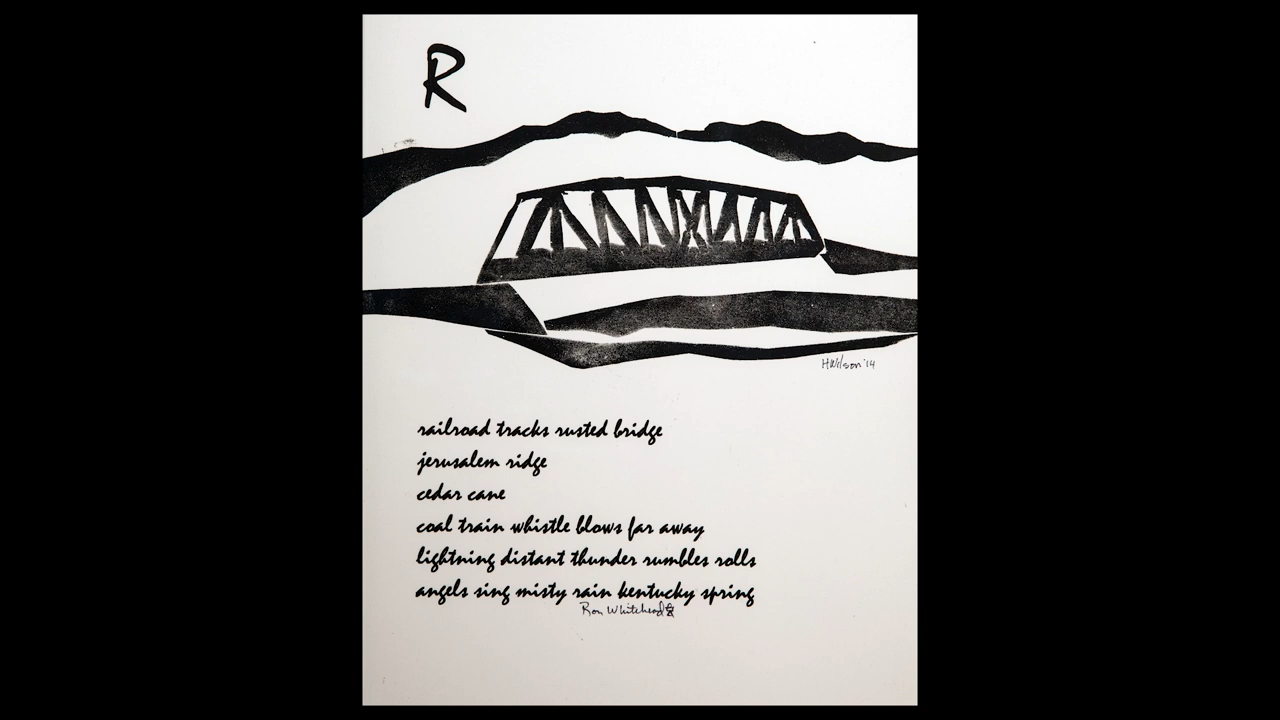 R
HWilson '14
railroad tracks rusted bridge
jerusalem ridge
cedar cane
coal train whistle blows far away
lightning distant thunder rumbles rolls
angels sing misty rain kentucky spring
Ron Whitehead